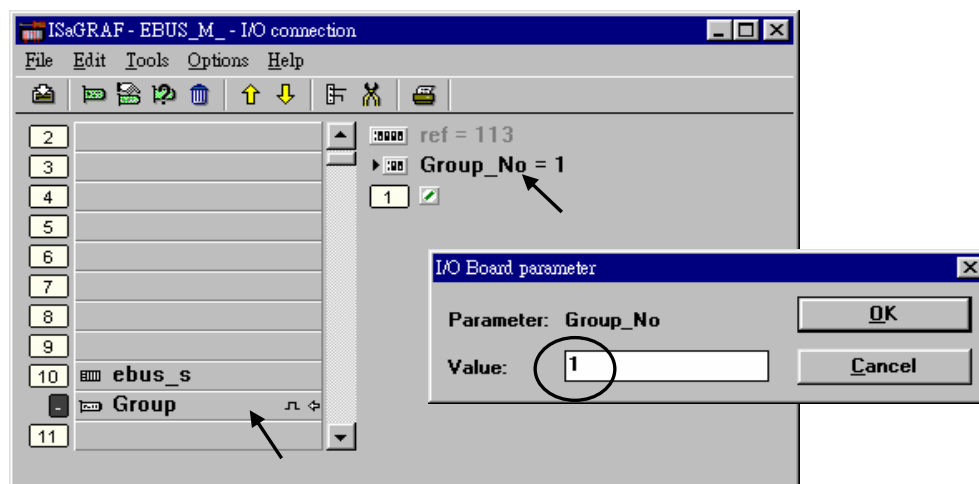 ISaGRAF - EBUS_M_ - I/O connection
File Edit Tools Options Help
2
3
4
5
6
7
8
9
10 ebus_s
- Group
11
ref = 113
Group_No = 1
1
I/O Board parameter
Parameter: Group_No
OK
Value: 1
Cancel